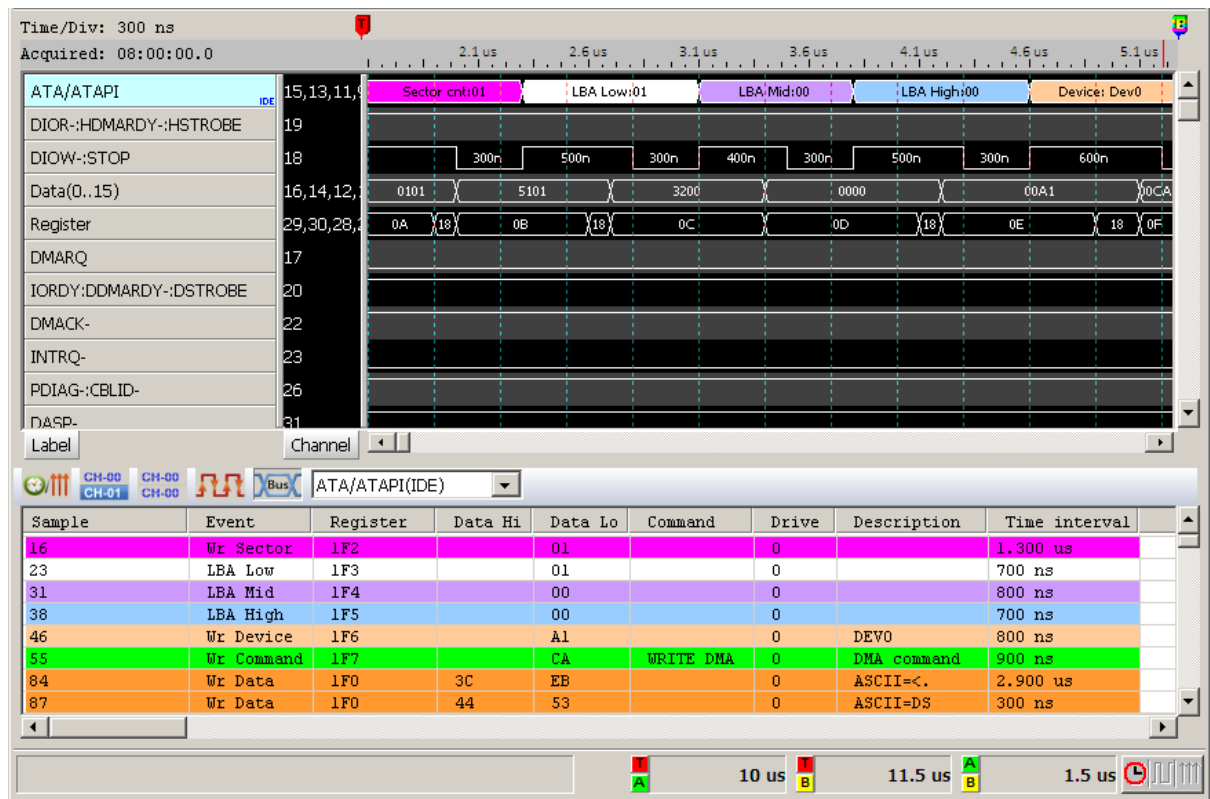 Time/Div: 300 ns
T
B
Acquired: 08:00:00.0
2.1 us 2.6 us 3.1 us 3.6 us 4.1 us 4.6 us 5.1 us
ATA/ATAPI IDE 15,13,11, Sector cnt:01 LBA Low:01 LBA Mid:00 LBA High:00 Device: Dev0
DIOR-:HDMARDY-:HSTROBE 19
DIOW-:STOP 18 300n 500n 300n 400n 300n 500n 300n 600n
Data(0..15) 16,14,12, 0101 5101 3200 0000 00A1 00CA
Register 29,30,28, 0A 18 0B 18 0C 0D 18 0E 18 0F
DMARQ 17
IORDY:DDMARDY-:DSTROBE 20
DMACK- 22
INTRQ- 23
PDIAG-:CBLID- 26
DASP- 31
Label Channel
CH-00 CH-01 CH-00 CH-00 Bus ATA/ATAPI(IDE)
Sample Event Register Data Hi Data Lo Command Drive Description Time interval
16 Wr Sector 1F2 01 0 1.300 us
23 LBA Low 1F3 01 0 700 ns
31 LBA Mid 1F4 00 0 800 ns
38 LBA High 1F5 00 0 700 ns
46 Wr Device 1F6 A1 0 DEV0 800 ns
55 Wr Command 1F7 CA WRITE DMA 0 DMA command 900 ns
84 Wr Data 1F0 3C EB 0 ASCII=<. 2.900 us
87 Wr Data 1F0 44 53 0 ASCII=DS 300 ns
T A 10 us T B 11.5 us A B 1.5 us